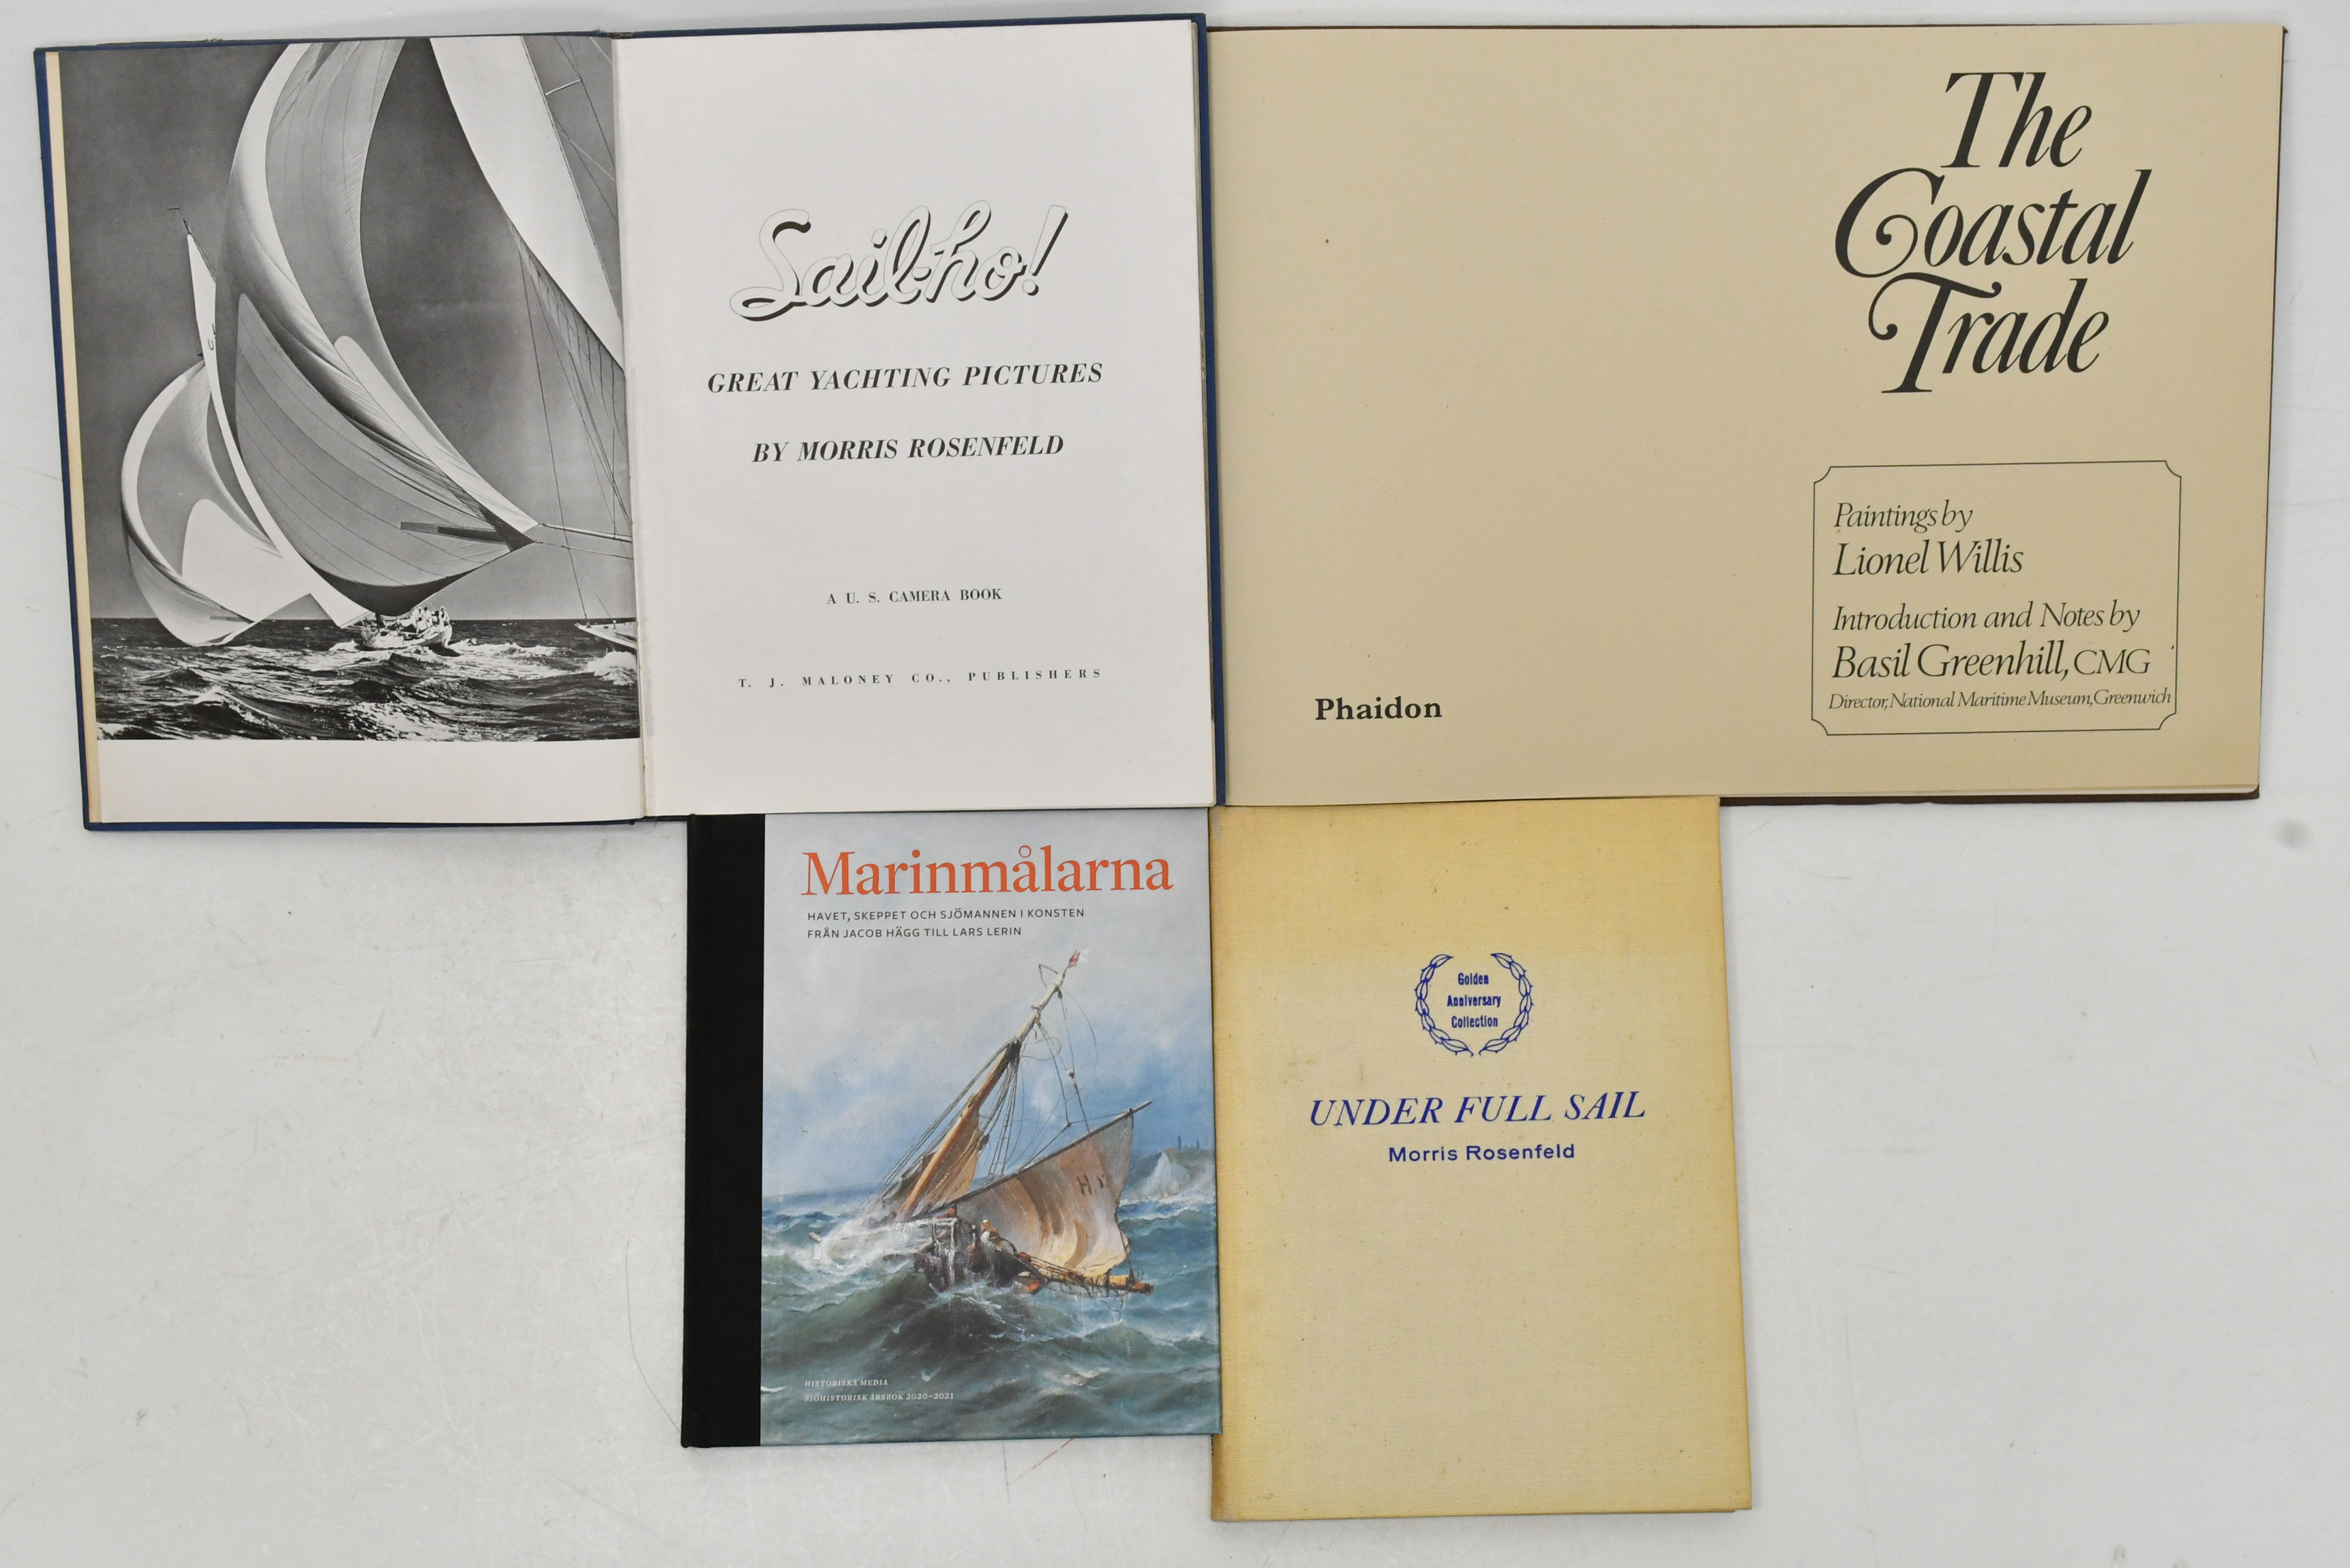 Sail-ho!
GREAT YACHTING PICTURES
BY MORRIS ROSENFELD
A U. S. CAMERA BOOK
T. J. MALONEY CO., PUBLISHERS
The
Coastal
Trade
Paintings by
Lionel Willis
Introduction and Notes by
Basil Greenhill, CMG
Director, National Maritime Museum, Greenwich
Phaidon
Marinmålarna
HAVET, SKEPPET OCH SJÖMANNEN I KONSTEN
FRÅN JACOB HÄGG TILL LARS LERIN
HISTORISKA MEDIA
SJÖHISTORISK ÅRSBOK 2020–2021
Golden
Anniversary
Collection
UNDER FULL SAIL
Morris Rosenfeld